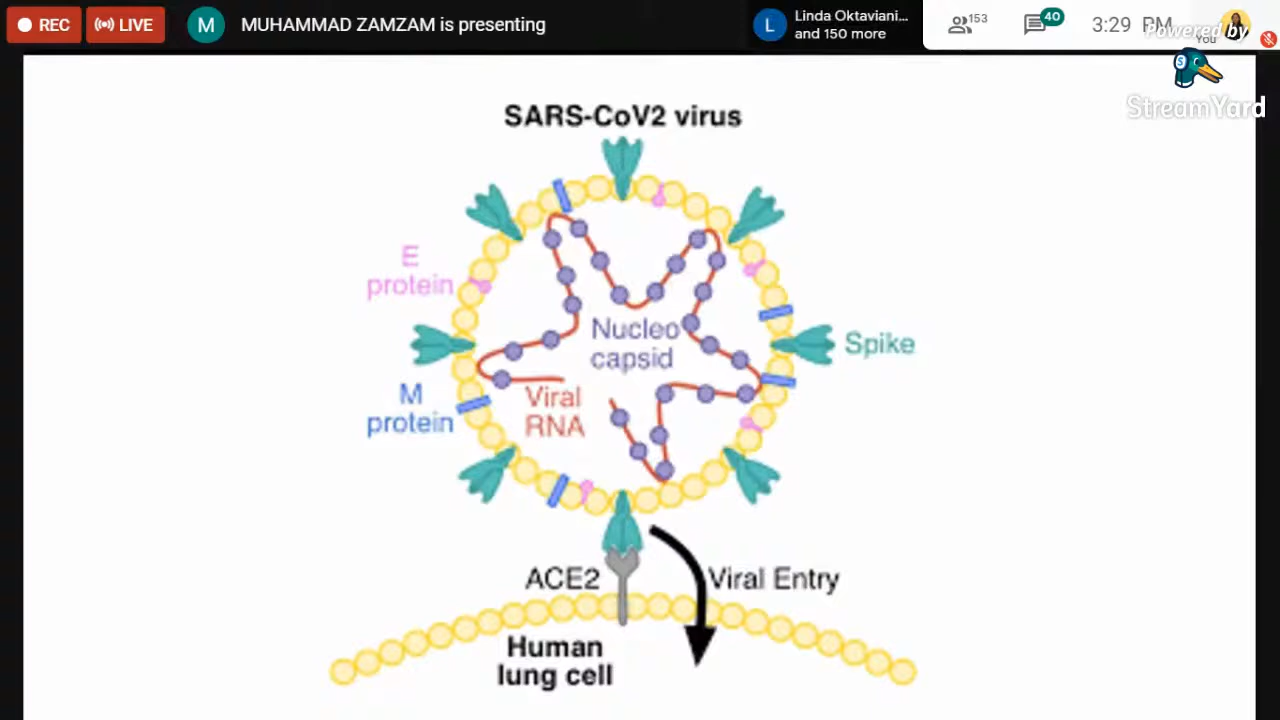 REC
LIVE
M
MUHAMMAD ZAMZAM is presenting
L
Linda Oktaviani...
and 150 more
153
40
3:29 PM
You
Powered by
S
StreamYard
SARS-CoV2 virus
E
protein
Nucleo
capsid
Spike
M
protein
Viral
RNA
ACE2
Viral Entry
Human
lung cell